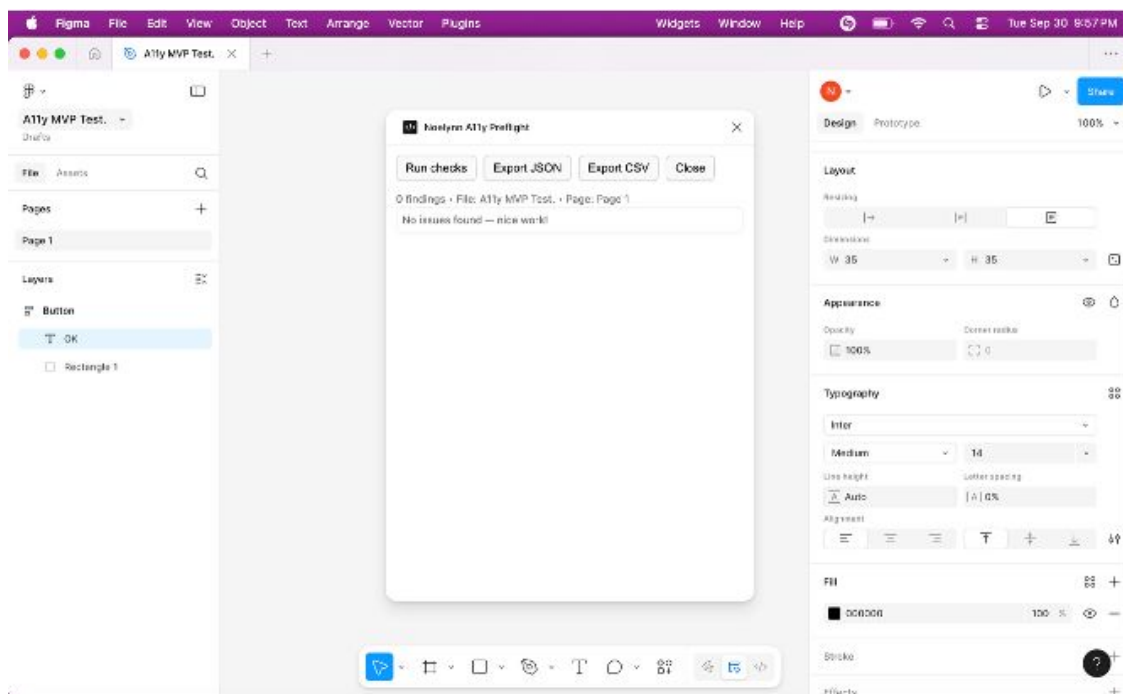 Figma File Edit View Object Text Arrange Vector Plugins Widgets Window Help Tue Sep 30 9:57 PM
A11y MVP Test.
A11y MVP Test.
Drafts
File Assets
Pages
Page 1
Layers
Button
OK
Rectangle 1
Noelynn A11y Preflight
Run checks Export JSON Export CSV Close
0 findings • File: A11y MVP Test. • Page: Page 1
No issues found — nice work!
N
Share
Design Prototype 100%
Layout
Resizing
Dimensions
W 35 H 35
Appearance
Opacity Corner radius
100% 0
Typography
Inter
Medium 14
Line height Letter spacing
Auto 0%
Alignment
Fill
000000 100 %
Stroke
?
Effects